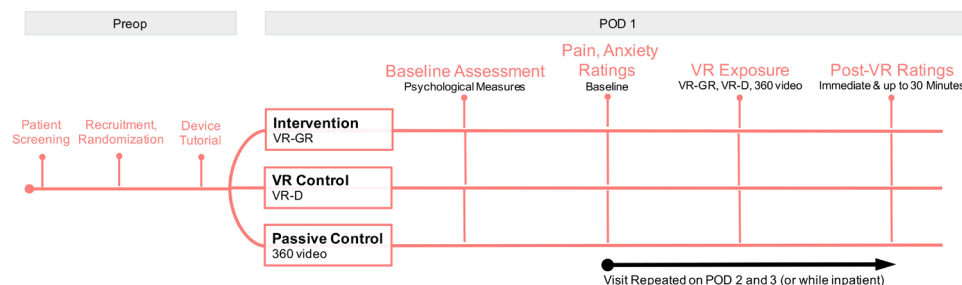 Preop
POD 1
Patient
Screening
Recruitment,
Randomization
Device
Tutorial
Baseline Assessment
Psychological Measures
Pain, Anxiety
Ratings
Baseline
VR Exposure
VR-GR, VR-D, 360 video
Post-VR Ratings
Immediate & up to 30 Minutes
Intervention
VR-GR
VR Control
VR-D
Passive Control
360 video
Visit Repeated on POD 2 and 3 (or while inpatient)